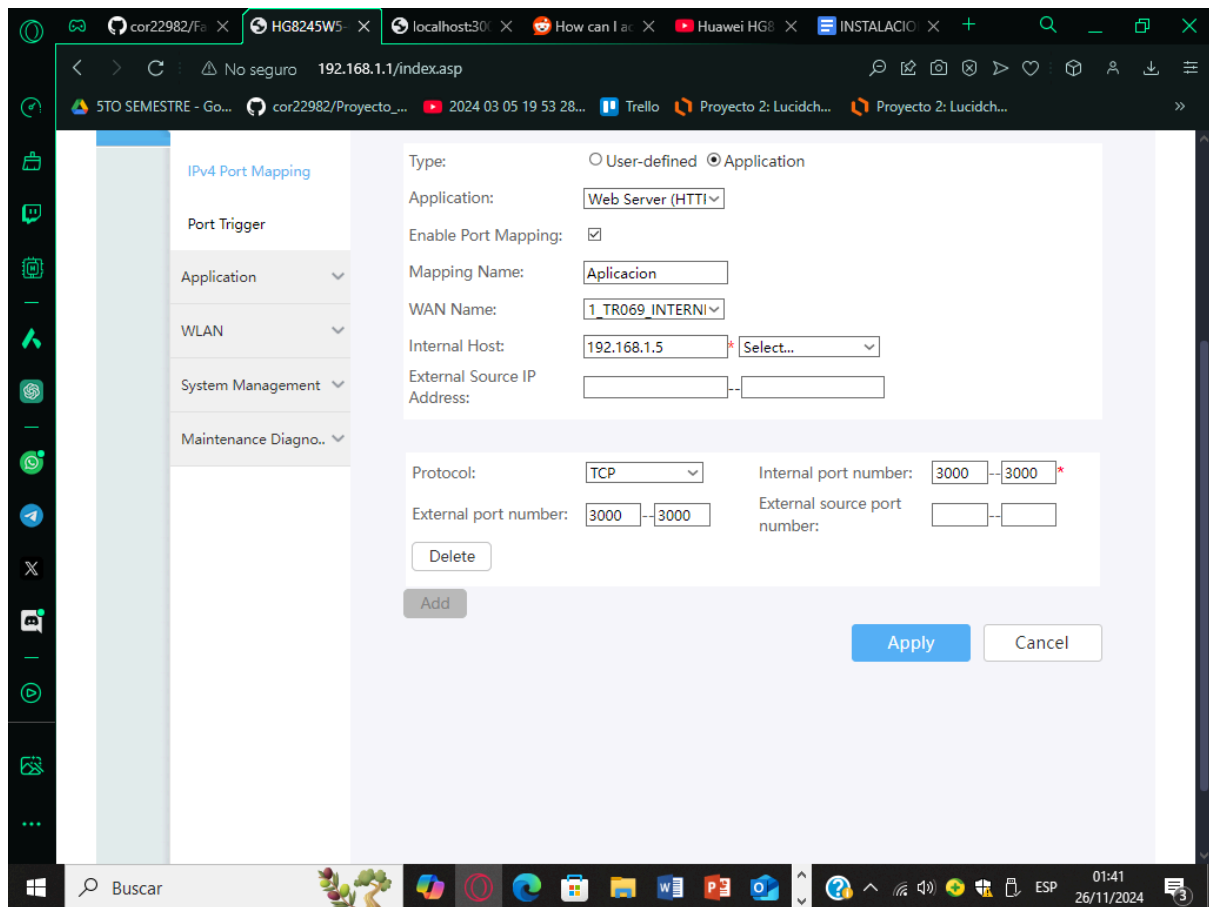 cor22982/Fa
HG8245W5-
localhost:300
How can I ac
Huawei HG8
INSTALACIO
No seguro 192.168.1.1/index.asp
5TO SEMESTRE - Go...
cor22982/Proyecto_...
2024 03 05 19 53 28...
Trello
Proyecto 2: Lucidch...
Proyecto 2: Lucidch...
»
IPv4 Port Mapping
Port Trigger
Application
WLAN
System Management
Maintenance Diagno..
Type: User-defined Application
Application: Web Server (HTTI
Enable Port Mapping:
Mapping Name: Aplicacion
WAN Name: 1_TR069_INTERNI
Internal Host: 192.168.1.5 * Select...
External Source IP
Address: --
Protocol: TCP Internal port number: 3000 -- 3000 *
External port number: 3000 -- 3000 External source port
number: --
Delete
Add
Apply Cancel
Buscar
ESP
01:41
26/11/2024
3